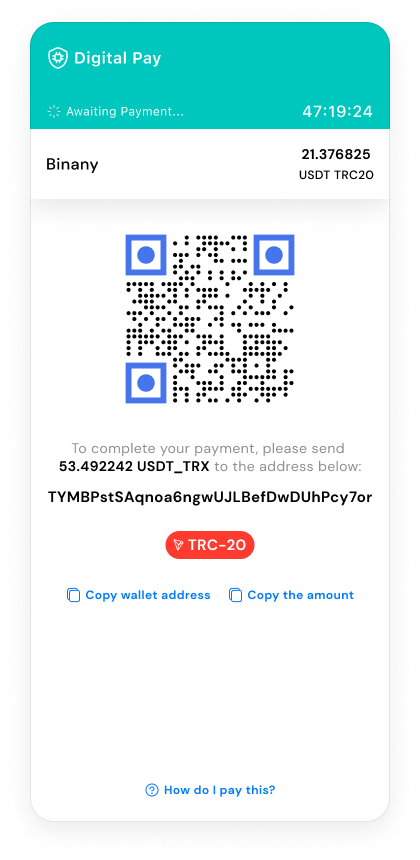 Digital Pay
Awaiting Payment...
47:19:24
Binany
21.376825
USDT TRC20
To complete your payment, please send
53.492242 USDT_TRX to the address below:
TYMBPstSAqnoa6ngwUJLBefDwDUhPcy7or
TRC-20
Copy wallet address
Copy the amount
How do I pay this?